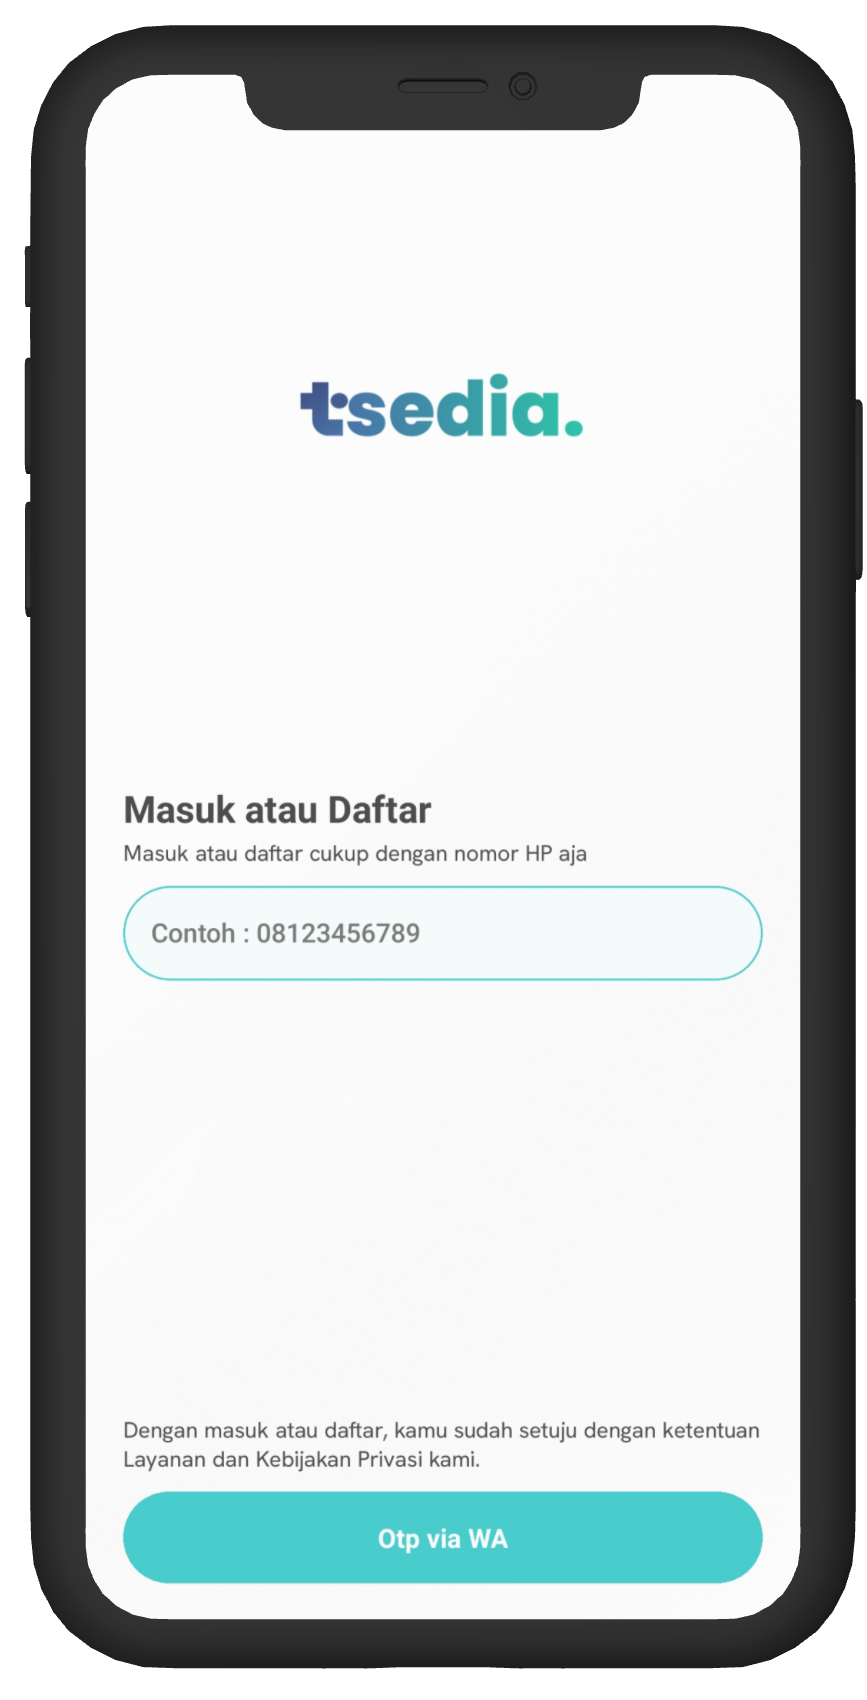 tsedia.
Masuk atau Daftar
Masuk atau daftar cukup dengan nomor HP aja
Contoh : 08123456789
Dengan masuk atau daftar, kamu sudah setuju dengan ketentuan
Layanan dan Kebijakan Privasi kami.
Otp via WA